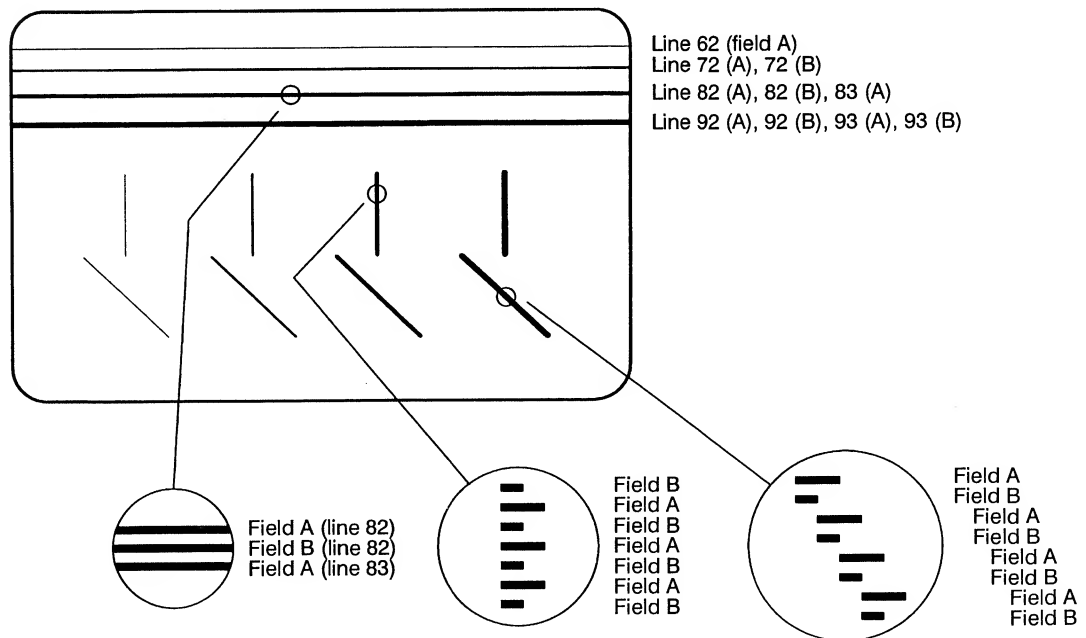 Line 62 (field A)
Line 72 (A), 72 (B)
Line 82 (A), 82 (B), 83 (A)
Line 92 (A), 92 (B), 93 (A), 93 (B)
Field A (line 82)
Field B (line 82)
Field A (line 83)
Field B
Field A
Field B
Field A
Field B
Field A
Field B
Field A
Field B
Field A
Field B
Field A
Field B
Field A
Field B